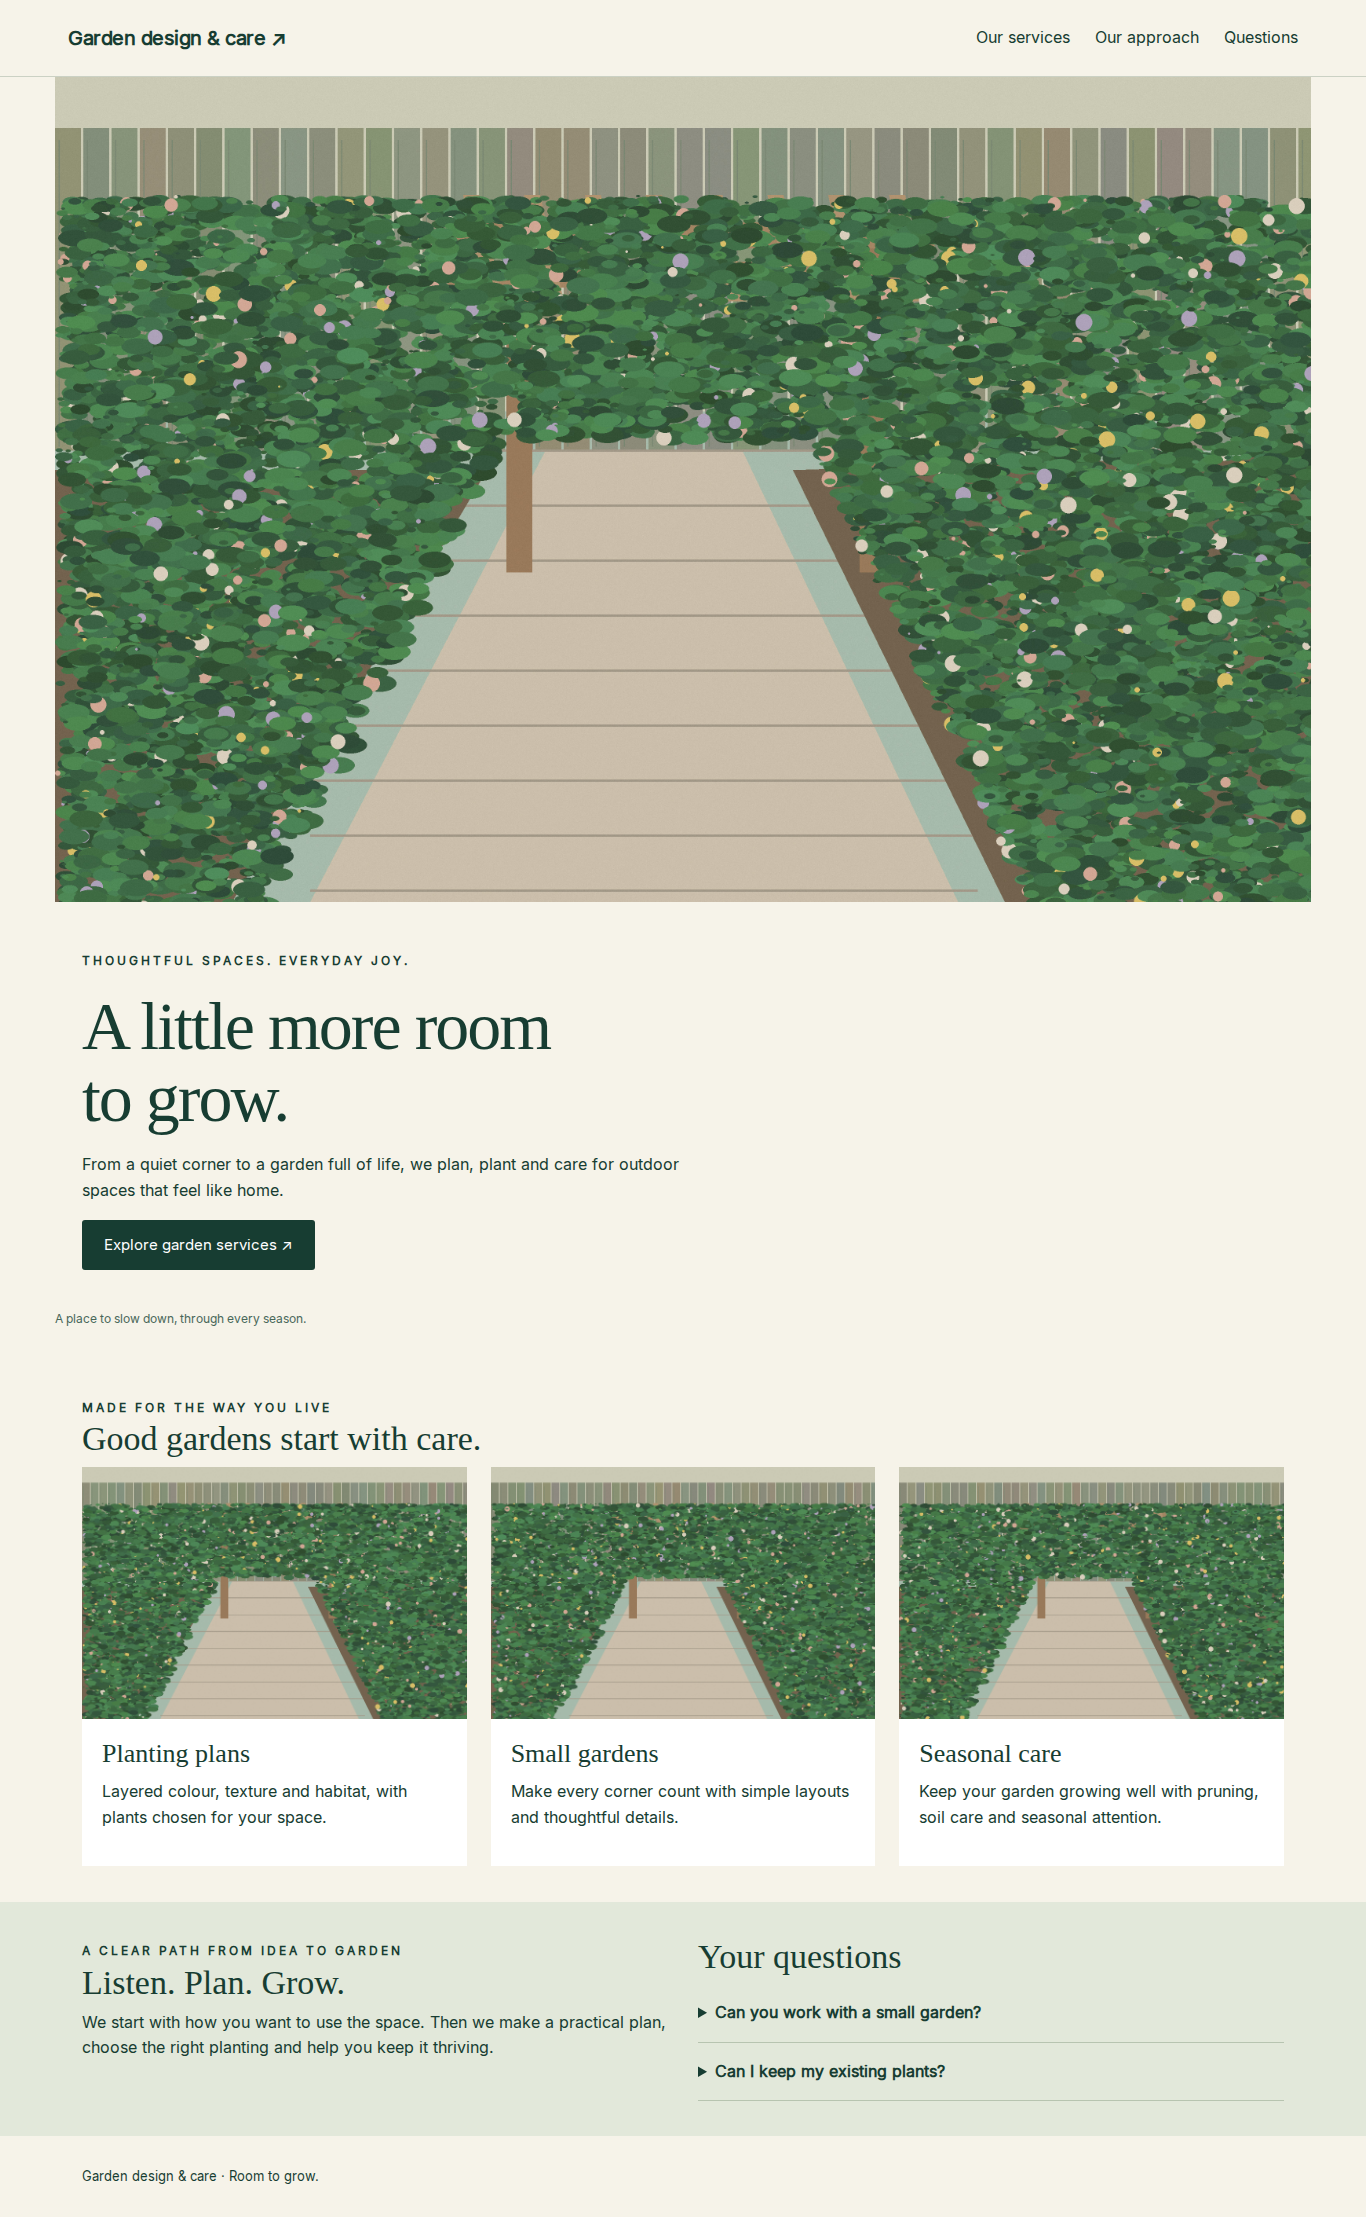 Garden design & care ↗
Our services Our approach Questions
THOUGHTFUL SPACES. EVERYDAY JOY.
A little more room
to grow.
From a quiet corner to a garden full of life, we plan, plant and care for outdoor
spaces that feel like home.
Explore garden services ↗
A place to slow down, through every season.
MADE FOR THE WAY YOU LIVE
Good gardens start with care.
Planting plans
Layered colour, texture and habitat, with
plants chosen for your space.
Small gardens
Make every corner count with simple layouts
and thoughtful details.
Seasonal care
Keep your garden growing well with pruning,
soil care and seasonal attention.
A CLEAR PATH FROM IDEA TO GARDEN
Listen. Plan. Grow.
We start with how you want to use the space. Then we make a practical plan,
choose the right planting and help you keep it thriving.
Your questions
Can you work with a small garden?
Can I keep my existing plants?
Garden design & care · Room to grow.